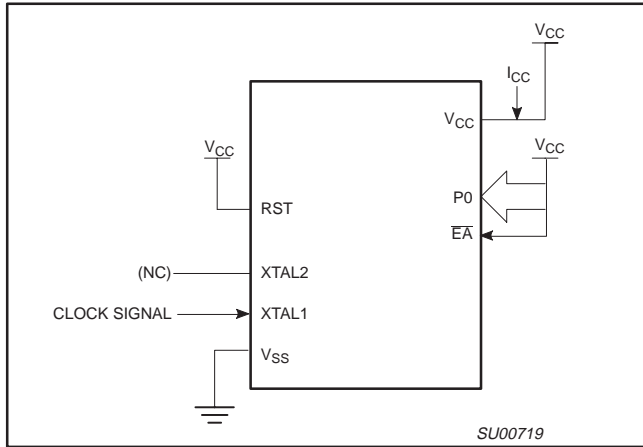 VCC
ICC
VCC
VCC
VCC
RST
P0
EA
(NC)
XTAL2
CLOCK SIGNAL
XTAL1
VSS
SU00719